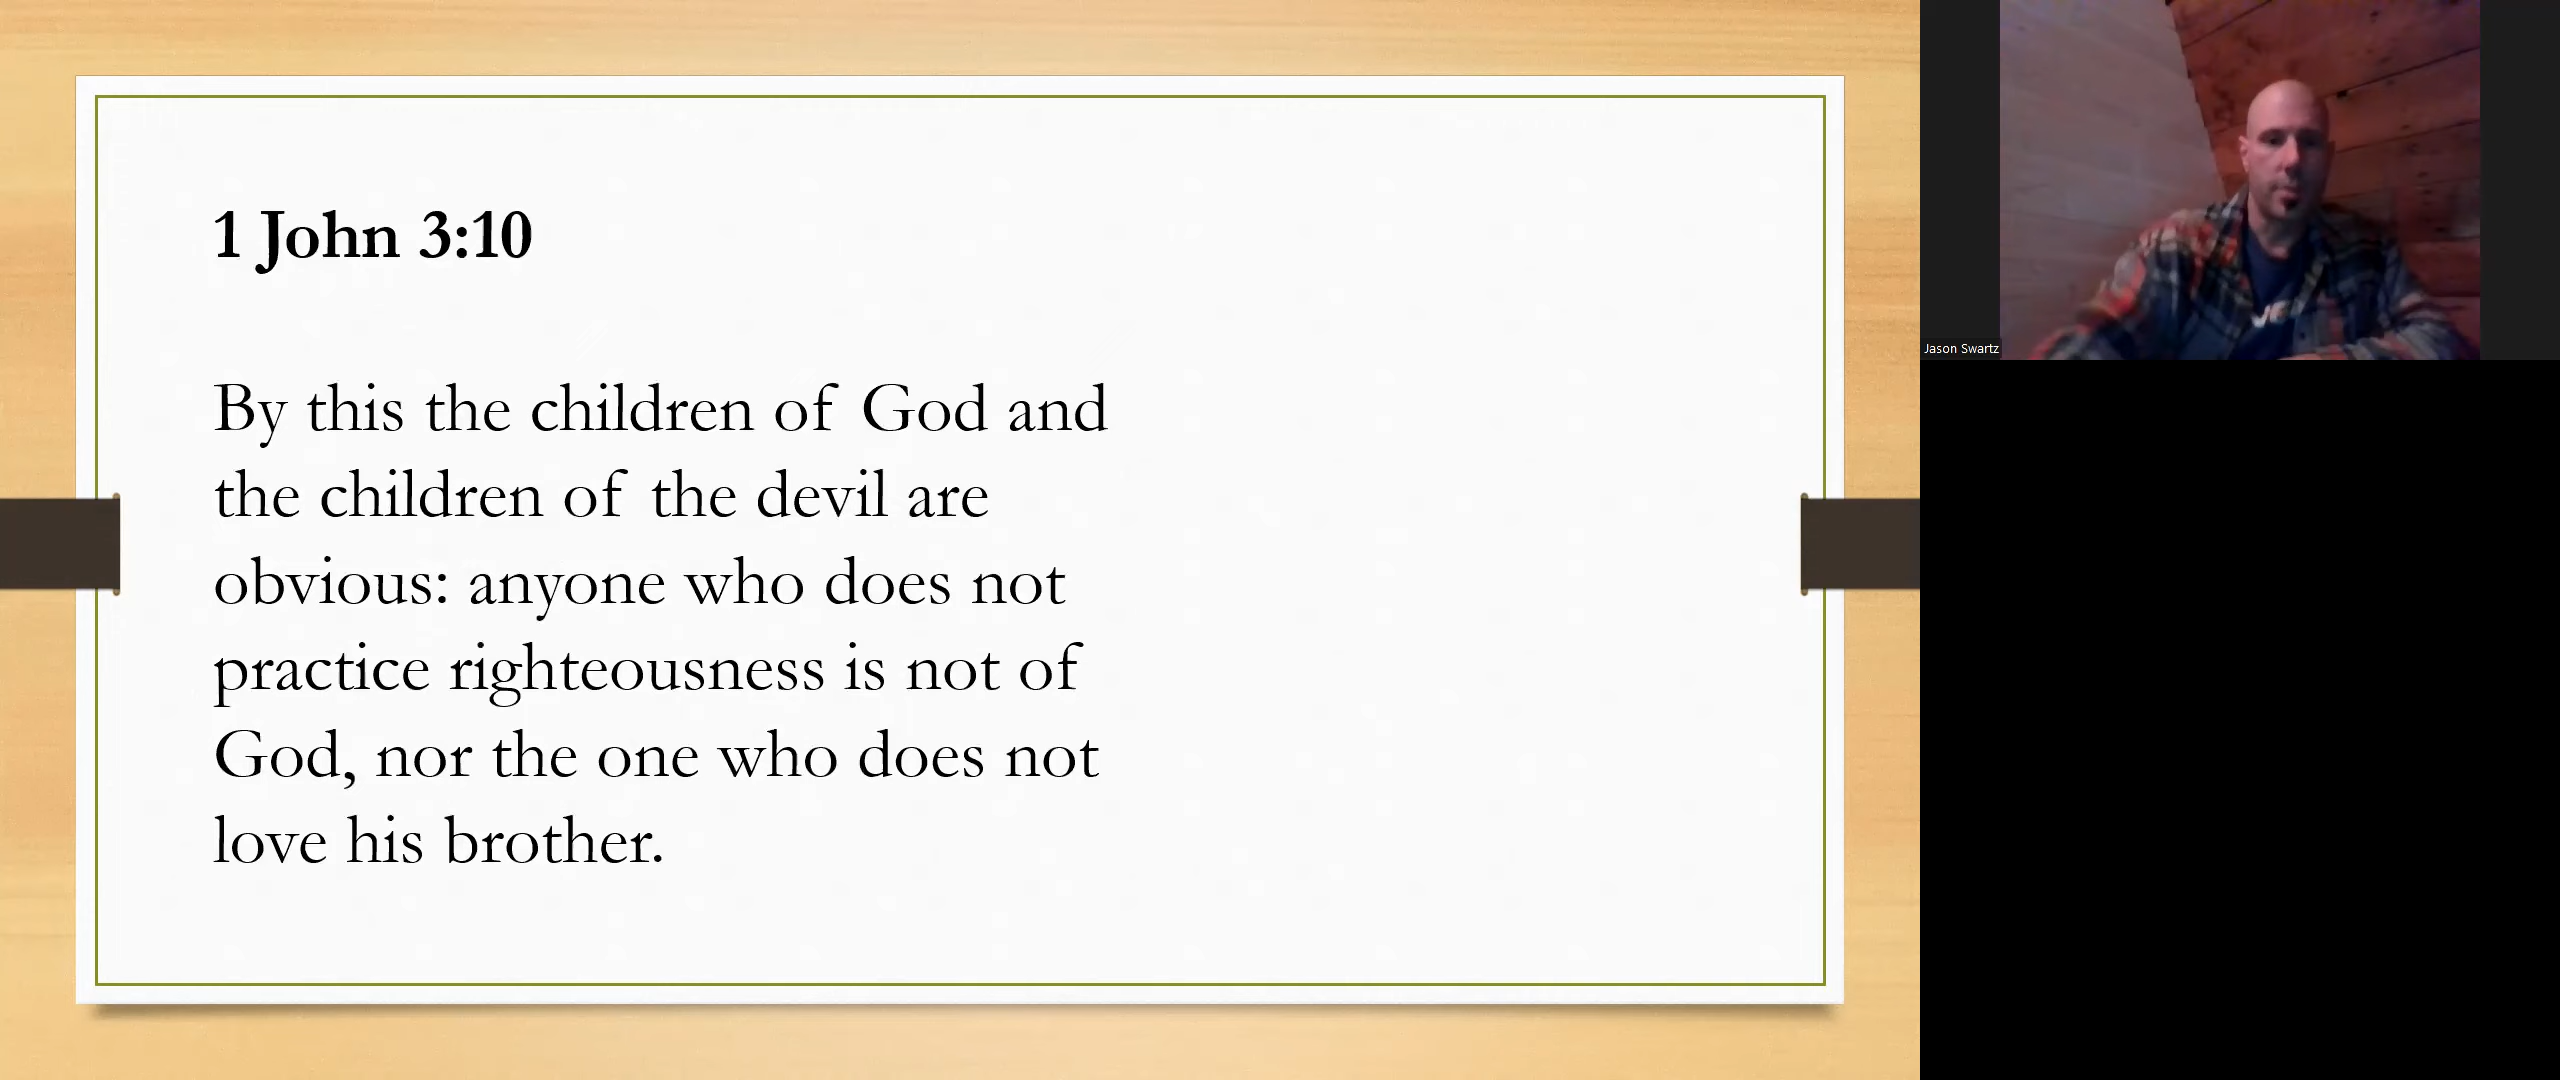 1 John 3:10
By this the children of God and
the children of the devil are
obvious: anyone who does not
practice righteousness is not of
God, nor the one who does not
love his brother.
Jason Swartz